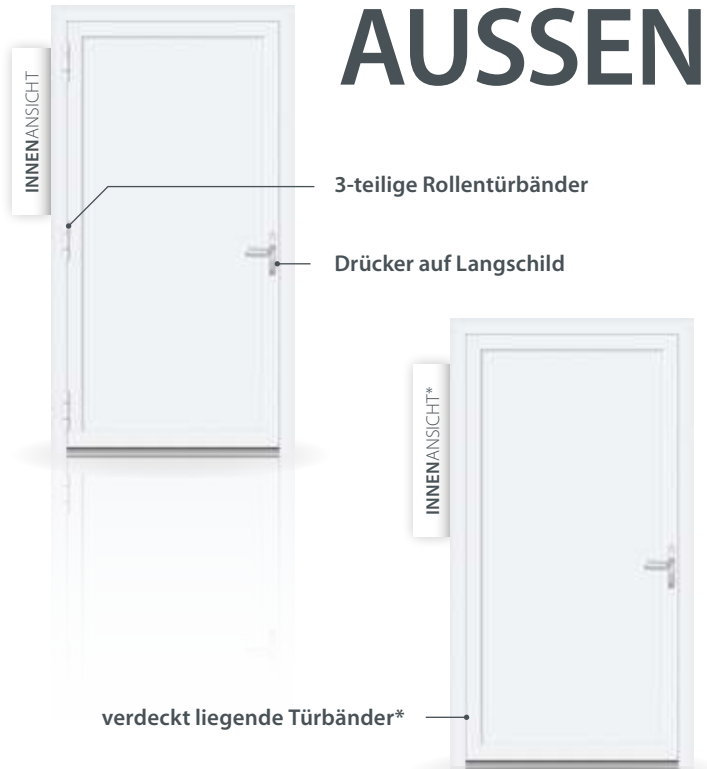 AUSSEN
INNENANSICHT
3-teilige Rollentürbänder
Drücker auf Langschild
INNENANSICHT*
verdeckt liegende Türbänder*